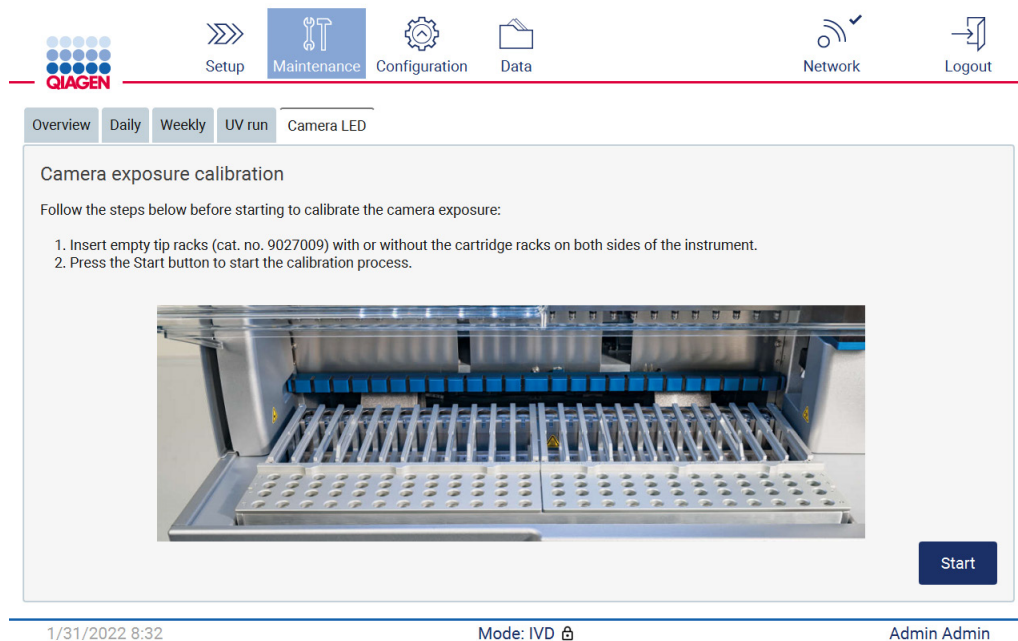 QIAGEN
Setup
Maintenance
Configuration
Data
Network
Logout
Overview
Daily
Weekly
UV run
Camera LED
Camera exposure calibration
Follow the steps below before starting to calibrate the camera exposure:
1. Insert empty tip racks (cat. no. 9027009) with or without the cartridge racks on both sides of the instrument.
2. Press the Start button to start the calibration process.
Start
1/31/2022 8:32
Mode: IVD
Admin Admin